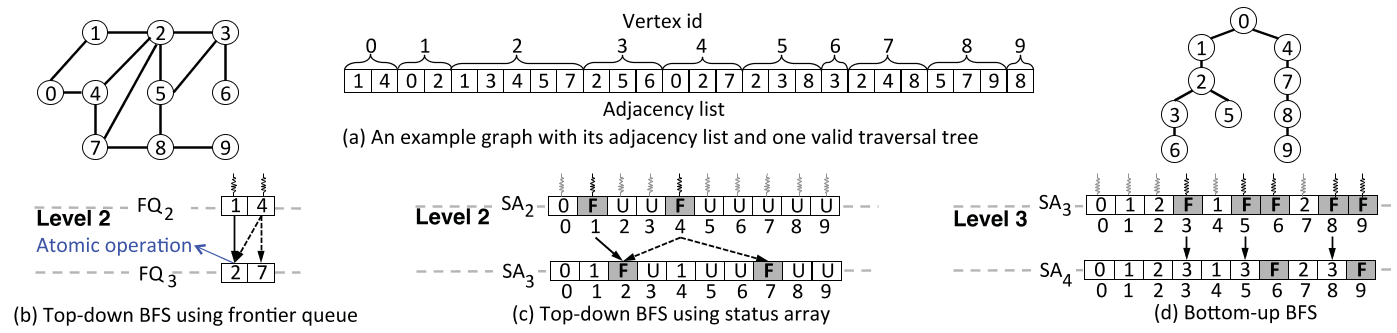 1 2 3
0 4 5 6
7 8 9
Vertex id
0 1 2 3 4 5 6 7 8 9
1 4 0 2 1 3 4 5 7 2 5 6 0 2 7 2 3 8 3 2 4 8 5 7 9 8
Adjacency list
(a) An example graph with its adjacency list and one valid traversal tree
0
1 4
2 7
3 5 8
6 9
FQ2 1 4
Level 2
Atomic operation
FQ3 2 7
(b) Top-down BFS using frontier queue
SA2 0 F U U F U U U U U
Level 2
0 1 2 3 4 5 6 7 8 9
SA3 0 1 F U 1 U U F U U
0 1 2 3 4 5 6 7 8 9
(c) Top-down BFS using status array
SA3 0 1 2 F 1 F F 2 F F
Level 3
0 1 2 3 4 5 6 7 8 9
SA4 0 1 2 3 1 3 F 2 3 F
0 1 2 3 4 5 6 7 8 9
(d) Bottom-up BFS